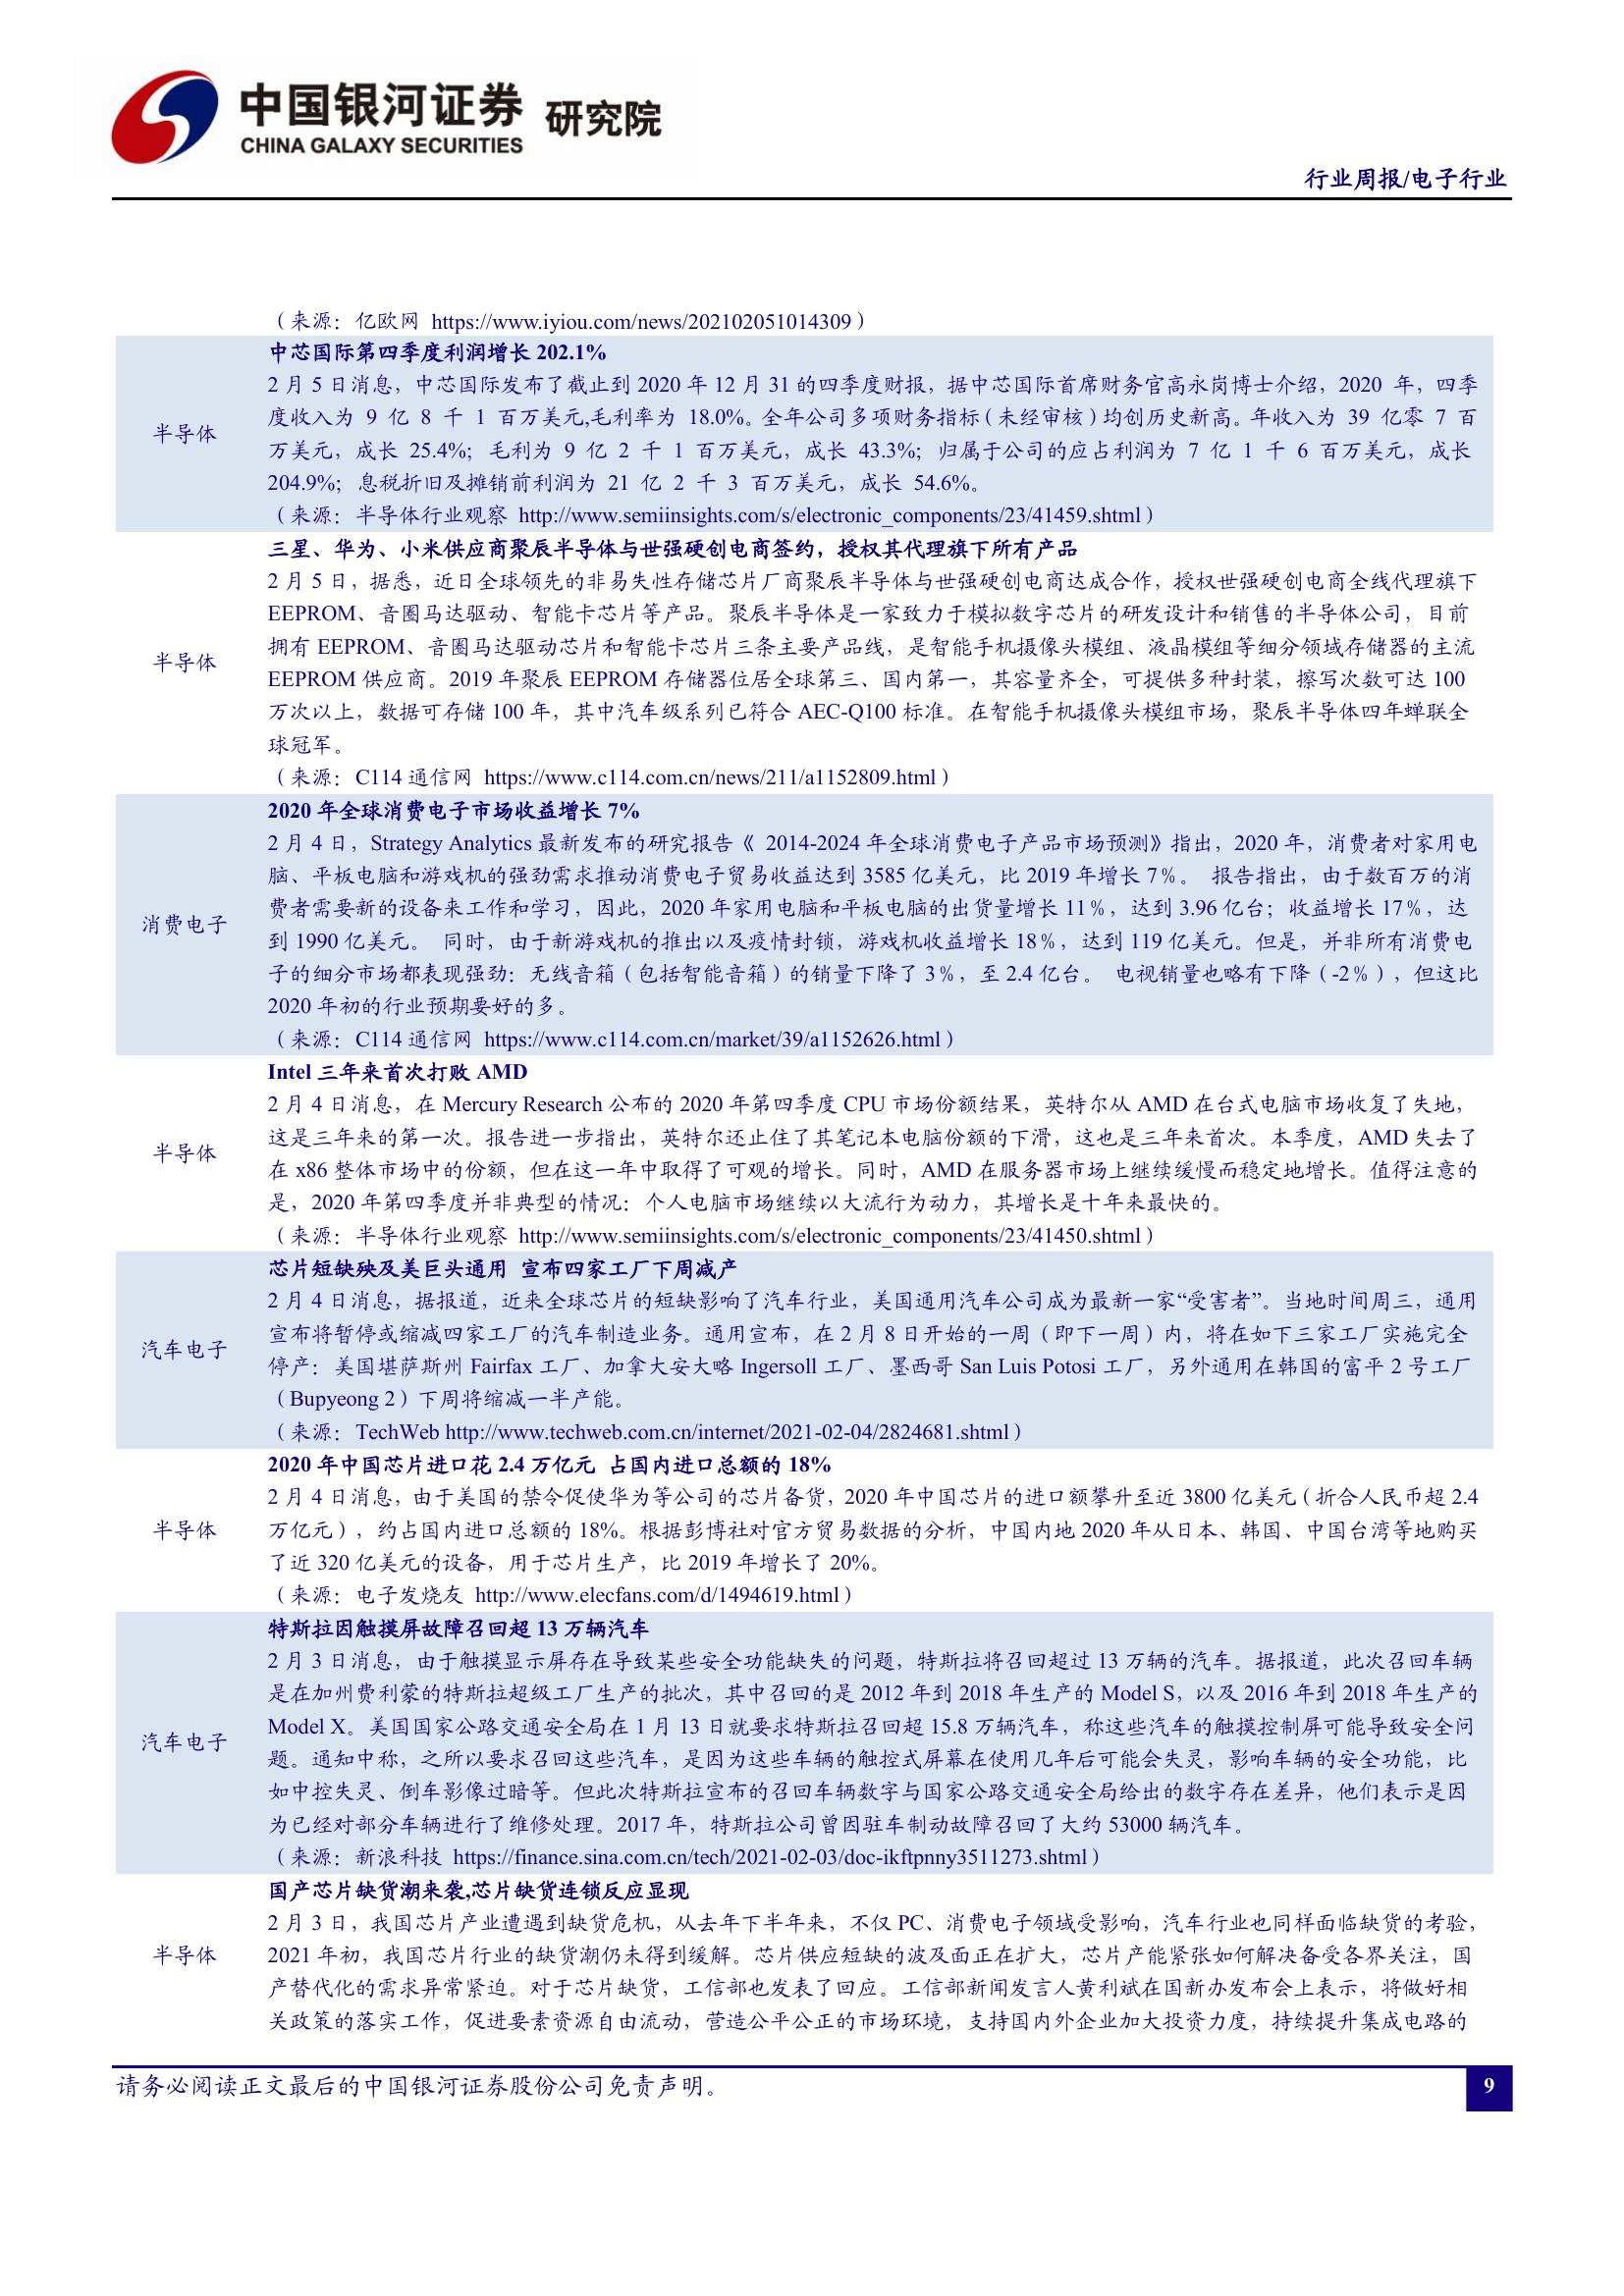 中国银河证券 研究院
CHINA GALAXY SECURITIES
行业周报/电子行业
（来源：亿欧网 https://www.iyiou.com/news/202102051014309）
中芯国际第四季度利润增长 202.1%
2 月 5 日消息，中芯国际发布了截止到 2020 年 12 月 31 的四季度财报，据中芯国际首席财务官高永岗博士介绍，2020 年，四季
度收入为 9 亿 8 千 1 百万美元,毛利率为 18.0%。全年公司多项财务指标（未经审核）均创历史新高。年收入为 39 亿零 7 百
半导体
万美元，成长 25.4%；毛利为 9 亿 2 千 1 百万美元，成长 43.3%；归属于公司的应占利润为 7 亿 1 千 6 百万美元，成长
204.9%；息税折旧及摊销前利润为 21 亿 2 千 3 百万美元，成长 54.6%。
（来源：半导体行业观察 http://www.semiinsights.com/s/electronic_components/23/41459.shtml）
三星、华为、小米供应商聚辰半导体与世强硬创电商签约，授权其代理旗下所有产品
2 月 5 日，据悉，近日全球领先的非易失性存储芯片厂商聚辰半导体与世强硬创电商达成合作，授权世强硬创电商全线代理旗下
EEPROM、音圈马达驱动、智能卡芯片等产品。聚辰半导体是一家致力于模拟数字芯片的研发设计和销售的半导体公司，目前
拥有 EEPROM、音圈马达驱动芯片和智能卡芯片三条主要产品线，是智能手机摄像头模组、液晶模组等细分领域存储器的主流
半导体
EEPROM 供应商。2019 年聚辰 EEPROM 存储器位居全球第三、国内第一，其容量齐全，可提供多种封装，擦写次数可达 100
万次以上，数据可存储 100 年，其中汽车级系列已符合 AEC-Q100 标准。在智能手机摄像头模组市场，聚辰半导体四年蝉联全
球冠军。
（来源：C114 通信网 https://www.c114.com.cn/news/211/a1152809.html）
2020 年全球消费电子市场收益增长 7%
2 月 4 日，Strategy Analytics 最新发布的研究报告《 2014-2024 年全球消费电子产品市场预测》指出，2020 年，消费者对家用电
脑、平板电脑和游戏机的强劲需求推动消费电子贸易收益达到 3585 亿美元，比 2019 年增长 7％。 报告指出，由于数百万的消
费者需要新的设备来工作和学习，因此，2020 年家用电脑和平板电脑的出货量增长 11％，达到 3.96 亿台；收益增长 17％，达
消费电子
到 1990 亿美元。 同时，由于新游戏机的推出以及疫情封锁，游戏机收益增长 18％，达到 119 亿美元。但是，并非所有消费电
子的细分市场都表现强劲：无线音箱（包括智能音箱）的销量下降了 3％，至 2.4 亿台。 电视销量也略有下降（-2％），但这比
2020 年初的行业预期要好的多。
（来源：C114 通信网 https://www.c114.com.cn/market/39/a1152626.html）
Intel 三年来首次打败 AMD
2 月 4 日消息，在 Mercury Research 公布的 2020 年第四季度 CPU 市场份额结果，英特尔从 AMD 在台式电脑市场收复了失地，
这是三年来的第一次。报告进一步指出，英特尔还止住了其笔记本电脑份额的下滑，这也是三年来首次。本季度，AMD 失去了
半导体
在 x86 整体市场中的份额，但在这一年中取得了可观的增长。同时，AMD 在服务器市场上继续缓慢而稳定地增长。值得注意的
是，2020 年第四季度并非典型的情况：个人电脑市场继续以大流行为动力，其增长是十年来最快的。
（来源：半导体行业观察 http://www.semiinsights.com/s/electronic_components/23/41450.shtml）
芯片短缺殃及美巨头通用 宣布四家工厂下周减产
2 月 4 日消息，据报道，近来全球芯片的短缺影响了汽车行业，美国通用汽车公司成为最新一家“受害者”。当地时间周三，通用
宣布将暂停或缩减四家工厂的汽车制造业务。通用宣布，在 2 月 8 日开始的一周（即下一周）内，将在如下三家工厂实施完全
汽车电子
停产：美国堪萨斯州 Fairfax 工厂、加拿大安大略 Ingersoll 工厂、墨西哥 San Luis Potosi 工厂，另外通用在韩国的富平 2 号工厂
（Bupyeong 2）下周将缩减一半产能。
（来源：TechWeb http://www.techweb.com.cn/internet/2021-02-04/2824681.shtml）
2020 年中国芯片进口花 2.4 万亿元 占国内进口总额的 18%
2 月 4 日消息，由于美国的禁令促使华为等公司的芯片备货，2020 年中国芯片的进口额攀升至近 3800 亿美元（折合人民币超 2.4
半导体
万亿元），约占国内进口总额的 18%。根据彭博社对官方贸易数据的分析，中国内地 2020 年从日本、韩国、中国台湾等地购买
了近 320 亿美元的设备，用于芯片生产，比 2019 年增长了 20%。
（来源：电子发烧友 http://www.elecfans.com/d/1494619.html）
特斯拉因触摸屏故障召回超 13 万辆汽车
2 月 3 日消息，由于触摸显示屏存在导致某些安全功能缺失的问题，特斯拉将召回超过 13 万辆的汽车。据报道，此次召回车辆
是在加州费利蒙的特斯拉超级工厂生产的批次，其中召回的是 2012 年到 2018 年生产的 Model S，以及 2016 年到 2018 年生产的
Model X。美国国家公路交通安全局在 1 月 13 日就要求特斯拉召回超 15.8 万辆汽车，称这些汽车的触摸控制屏可能导致安全问
汽车电子
题。通知中称，之所以要求召回这些汽车，是因为这些车辆的触控式屏幕在使用几年后可能会失灵，影响车辆的安全功能，比
如中控失灵、倒车影像过暗等。但此次特斯拉宣布的召回车辆数字与国家公路交通安全局给出的数字存在差异，他们表示是因
为已经对部分车辆进行了维修处理。2017 年，特斯拉公司曾因驻车制动故障召回了大约 53000 辆汽车。
（来源：新浪科技 https://finance.sina.com.cn/tech/2021-02-03/doc-ikftpnny3511273.shtml）
国产芯片缺货潮来袭,芯片缺货连锁反应显现
2 月 3 日，我国芯片产业遭遇到缺货危机，从去年下半年来，不仅 PC、消费电子领域受影响，汽车行业也同样面临缺货的考验，
半导体
2021 年初，我国芯片行业的缺货潮仍未得到缓解。芯片供应短缺的波及面正在扩大，芯片产能紧张如何解决备受各界关注，国
产替代化的需求异常紧迫。对于芯片缺货，工信部也发表了回应。工信部新闻发言人黄利斌在国新办发布会上表示，将做好相
关政策的落实工作，促进要素资源自由流动，营造公平公正的市场环境，支持国内外企业加大投资力度，持续提升集成电路的
请务必阅读正文最后的中国银河证券股份公司免责声明。
9